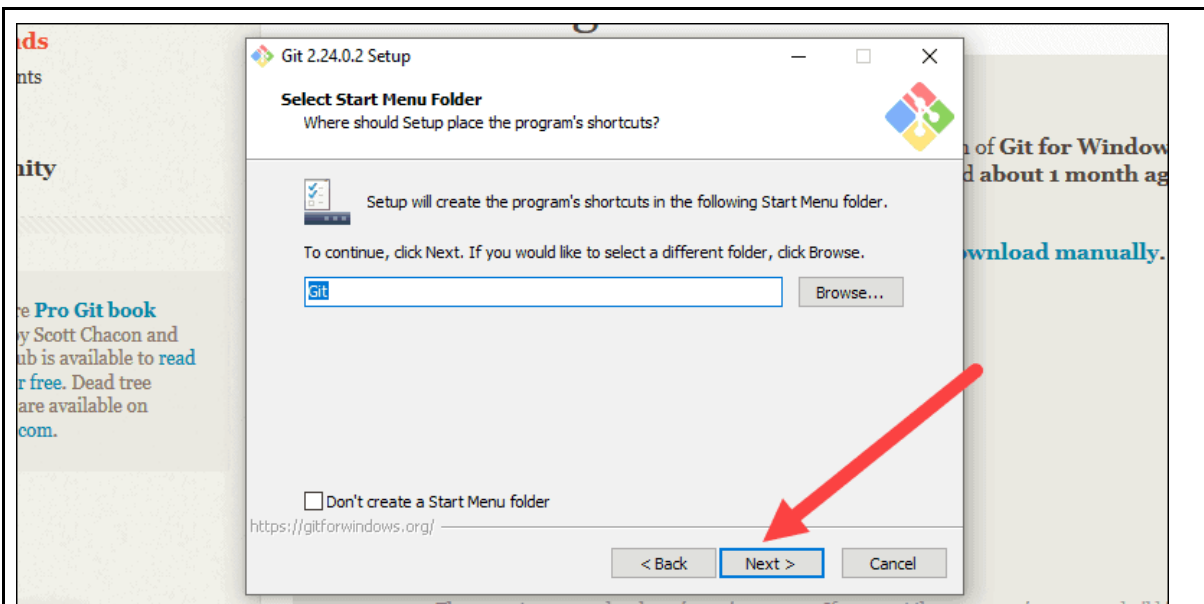 ds
nts
nity
re Pro Git book
by Scott Chacon and
ub is available to read
r free. Dead tree
are available on
com.
Git 2.24.0.2 Setup
Select Start Menu Folder
Where should Setup place the program's shortcuts?
Setup will create the program's shortcuts in the following Start Menu folder.
To continue, click Next. If you would like to select a different folder, click Browse.
Git
Browse...
Don't create a Start Menu folder
https://gitforwindows.org/
< Back
Next >
Cancel
of Git for Window
d about 1 month ag
ownload manually.